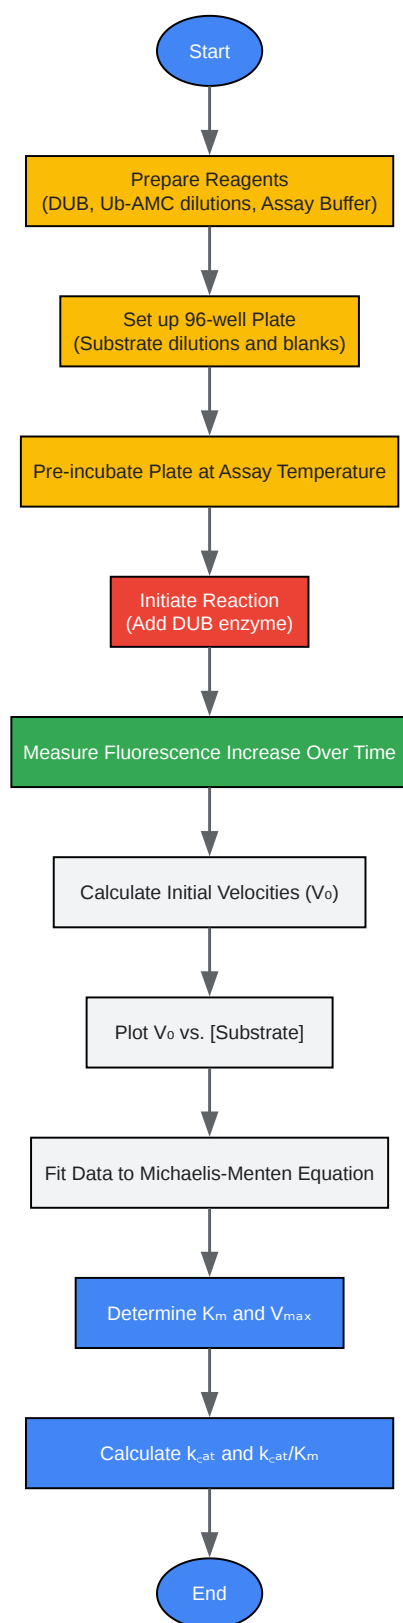 Start
Prepare Reagents
(DUB, Ub-AMC dilutions, Assay Buffer)
Set up 96-well Plate
(Substrate dilutions and blanks)
Pre-incubate Plate at Assay Temperature
Initiate Reaction
(Add DUB enzyme)
Measure Fluorescence Increase Over Time
Calculate Initial Velocities (V₀)
Plot V₀ vs. [Substrate]
Fit Data to Michaelis-Menten Equation
Determine Kₘ and Vₘₐₓ
Calculate k꜀ₐₜ and k꜀ₐₜ/Kₘ
End